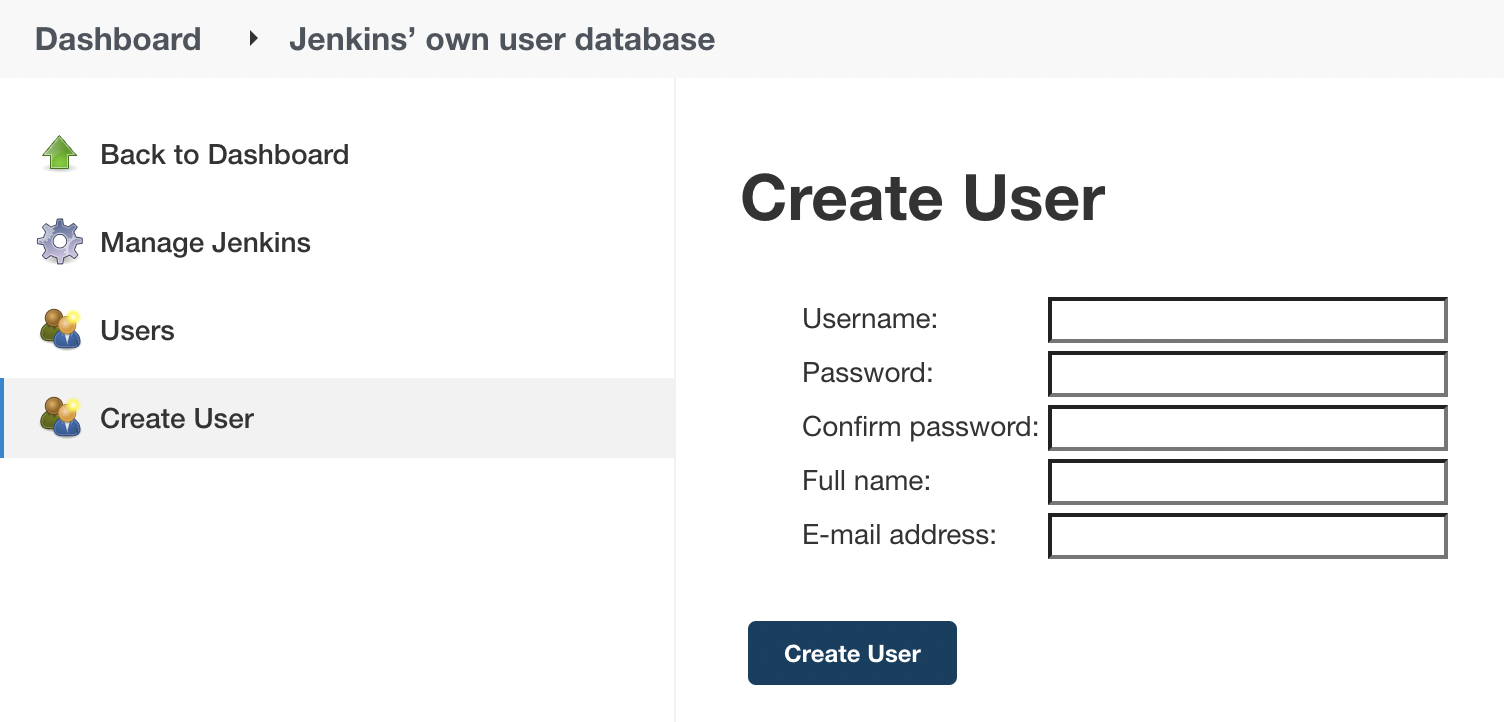 Dashboard Jenkins’ own user database
Back to Dashboard
Manage Jenkins
Users
Create User
Create User
Username:
Password:
Confirm password:
Full name:
E-mail address:
Create User